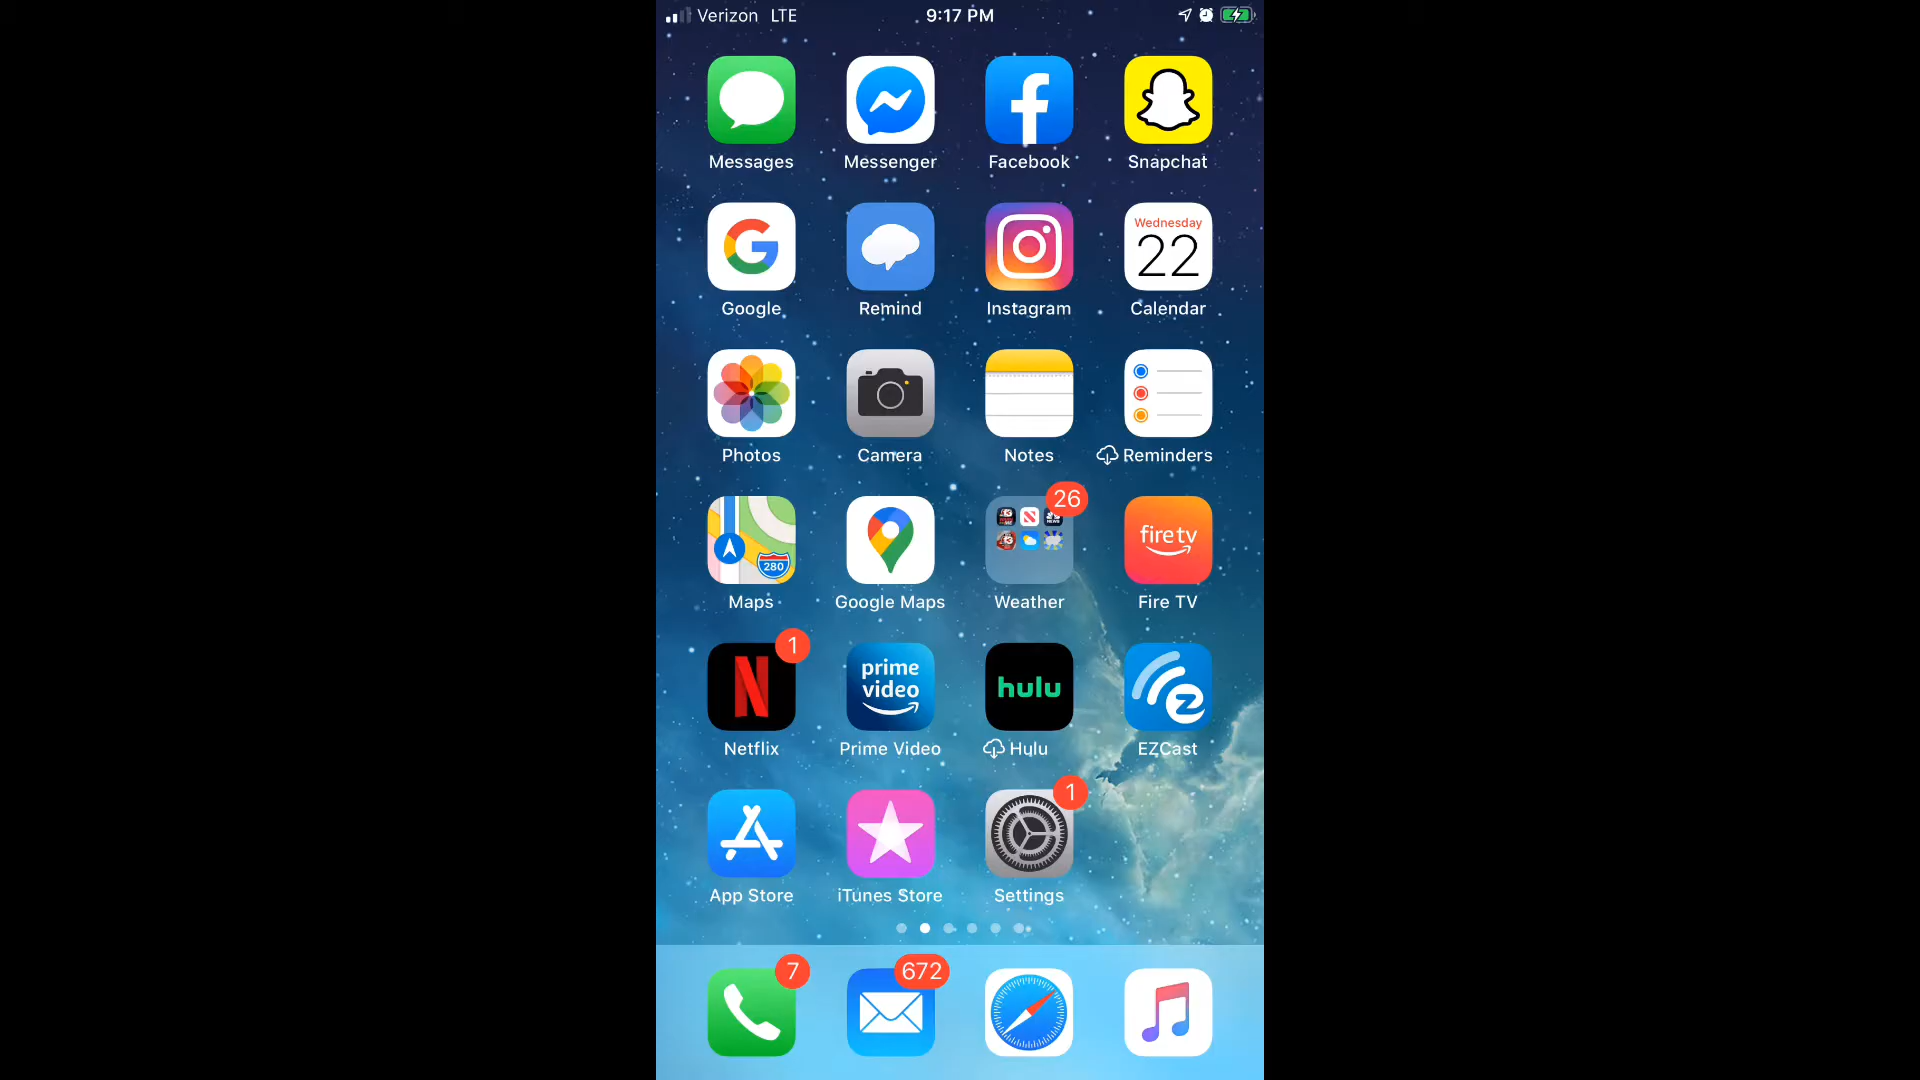 Verizon LTE 9:17 PM
Messages Messenger Facebook Snapchat
Wednesday
22
Google Remind Instagram Calendar
Photos Camera Notes Reminders
26
280
fire tv
Maps Google Maps Weather Fire TV
1
prime video
hulu
Netflix Prime Video Hulu EZCast
1
App Store iTunes Store Settings
7 672